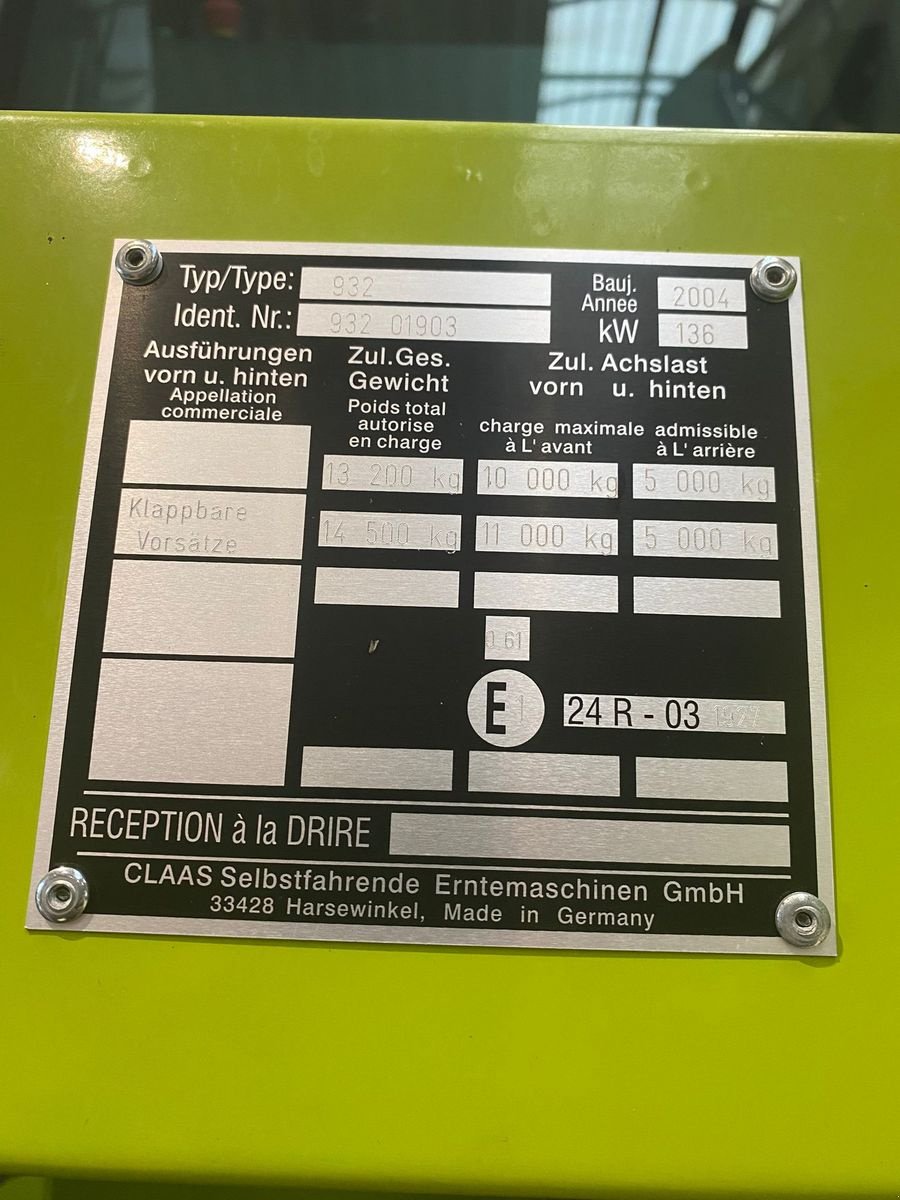 Typ/Type: 932 Bauj. Annee 2004
Ident. Nr.: 932 01903 kW 136
Ausführungen vorn u. hinten
Appellation commerciale
Zul.Ges. Gewicht
Poids total autorise en charge
Zul. Achslast
vorn u. hinten
charge maximale admissible
à L' avant à L' arrière
13 200 kg 10 000 kg 5 000 kg
Klappbare Vorsätze 14 500 kg 11 000 kg 5 000 kg
0 61
E 1 24 R - 03 1977
RECEPTION à la DRIRE
CLAAS Selbstfahrende Erntemaschinen GmbH
33428 Harsewinkel, Made in Germany